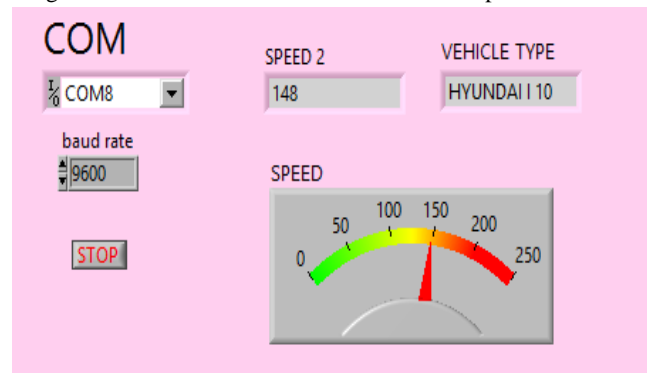 COM
I/O COM8
baud rate
9600
STOP
SPEED 2
148
VEHICLE TYPE
HYUNDAI I 10
SPEED
0 50 100 150 200 250